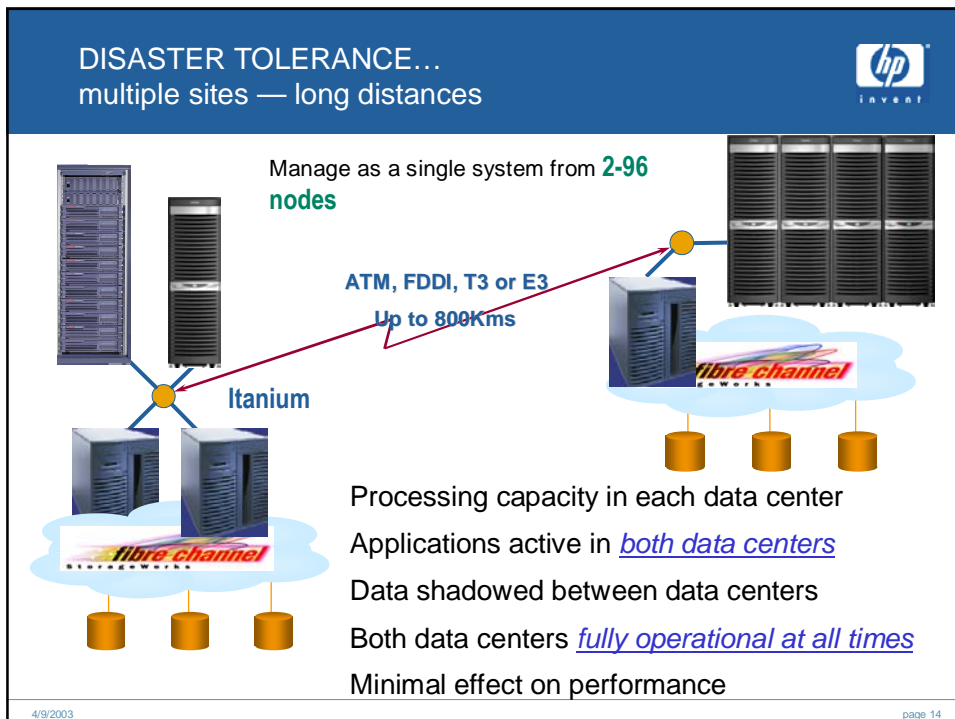 DISASTER TOLERANCE…
multiple sites — long distances
hp
invent
Manage as a single system from 2-96
nodes
ATM, FDDI, T3 or E3
Up to 800Kms
fibre channel
StorageWorks
Itanium
fibre channel
StorageWorks
Processing capacity in each data center
Applications active in both data centers
Data shadowed between data centers
Both data centers fully operational at all times
Minimal effect on performance
4/9/2003
page 14